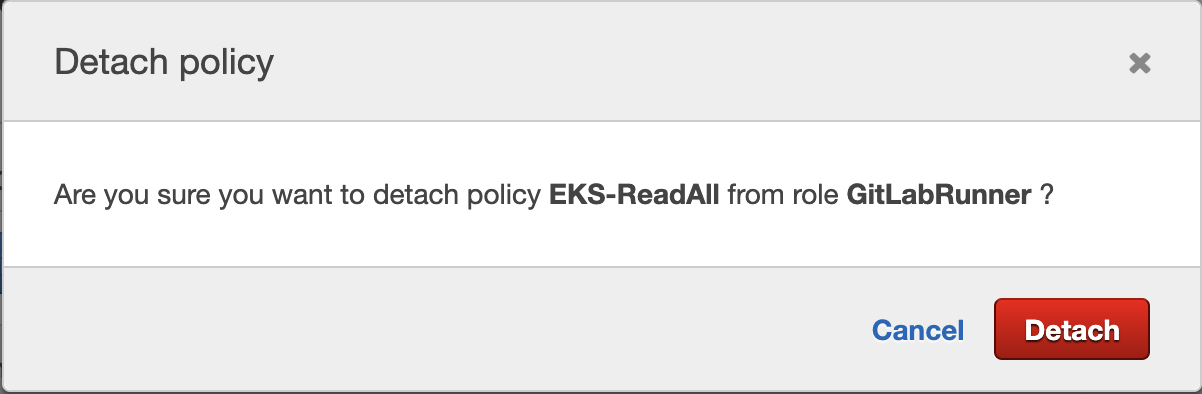 Detach policy
Are you sure you want to detach policy EKS-ReadAll from role GitLabRunner ?
Cancel
Detach